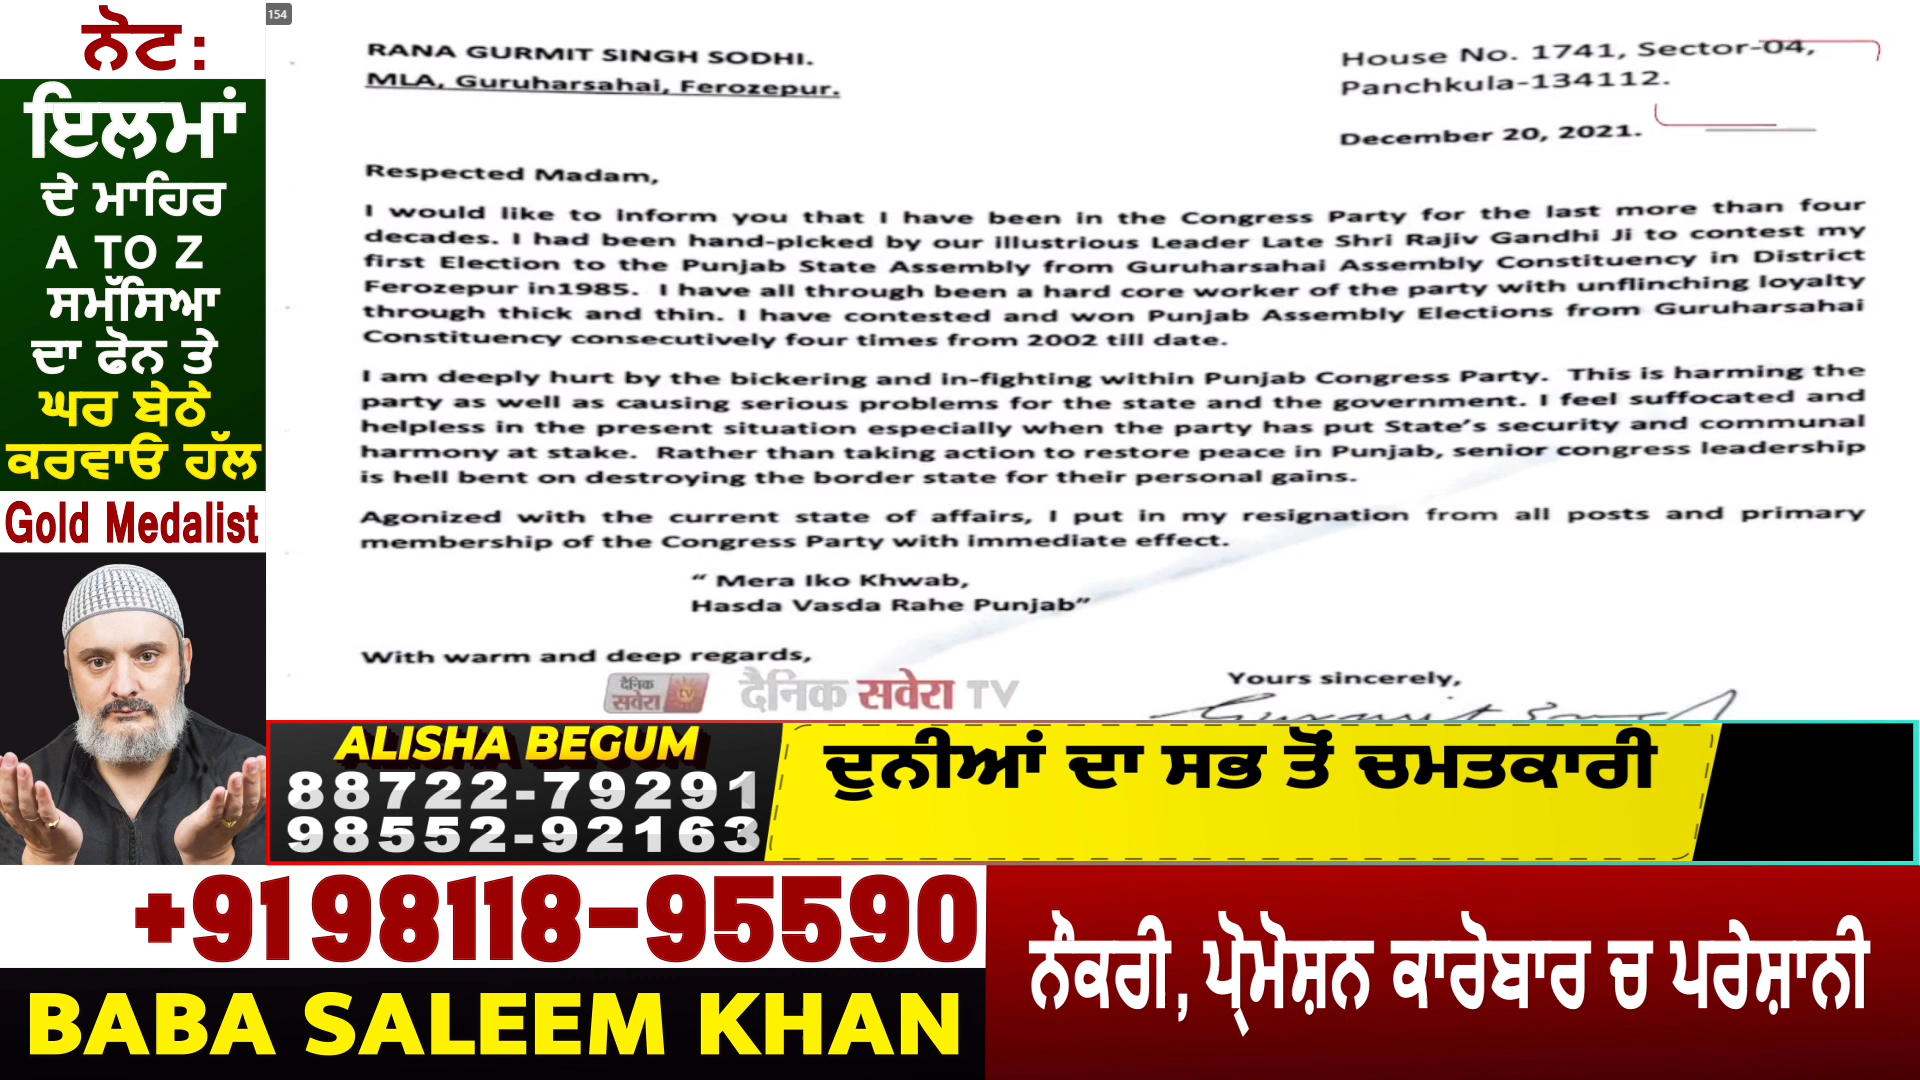 ਨੋਟ:
ਇਲਮਾਂ
ਦੇ ਮਾਹਿਰ
A TO Z
ਸਮੱਸਿਆ
ਦਾ ਫੋਨ ਤੇ
ਘਰ ਬੇਠੇ
ਕਰਵਾਓ ਹੱਲ
Gold Medalist
154
RANA GURMIT SINGH SODHI.
MLA, Guruharsahai, Ferozepur.
House No. 1741, Sector-04,
Panchkula-134112.
December 20, 2021.
Respected Madam,
I would like to inform you that I have been in the Congress Party for the last more than four
decades. I had been hand-picked by our illustrious Leader Late Shri Rajiv Gandhi Ji to contest my
first Election to the Punjab State Assembly from Guruharsahai Assembly Constituency in District
Ferozepur in1985. I have all through been a hard core worker of the party with unflinching loyalty
through thick and thin. I have contested and won Punjab Assembly Elections from Guruharsahai
Constituency consecutively four times from 2002 till date.
I am deeply hurt by the bickering and in-fighting within Punjab Congress Party. This is harming the
party as well as causing serious problems for the state and the government. I feel suffocated and
helpless in the present situation especially when the party has put State's security and communal
harmony at stake. Rather than taking action to restore peace in Punjab, senior congress leadership
is hell bent on destroying the border state for their personal gains.
Agonized with the current state of affairs, I put in my resignation from all posts and primary
membership of the Congress Party with immediate effect.
" Mera Iko Khwab,
Hasda Vasda Rahe Punjab"
With warm and deep regards,
Yours sincerely,
दैनिक सवेरा tv दैनिक सवेरा TV
ALISHA BEGUM
88722-79291
98552-92163
ਦੁਨੀਆਂ ਦਾ ਸਭ ਤੋਂ ਚਮਤਕਾਰੀ
+91 98118-95590
BABA SALEEM KHAN
ਨੌਕਰੀ, ਪ੍ਰੋਮੋਸ਼ਨ ਕਾਰੋਬਾਰ ਚ ਪਰੇਸ਼ਾਨੀ